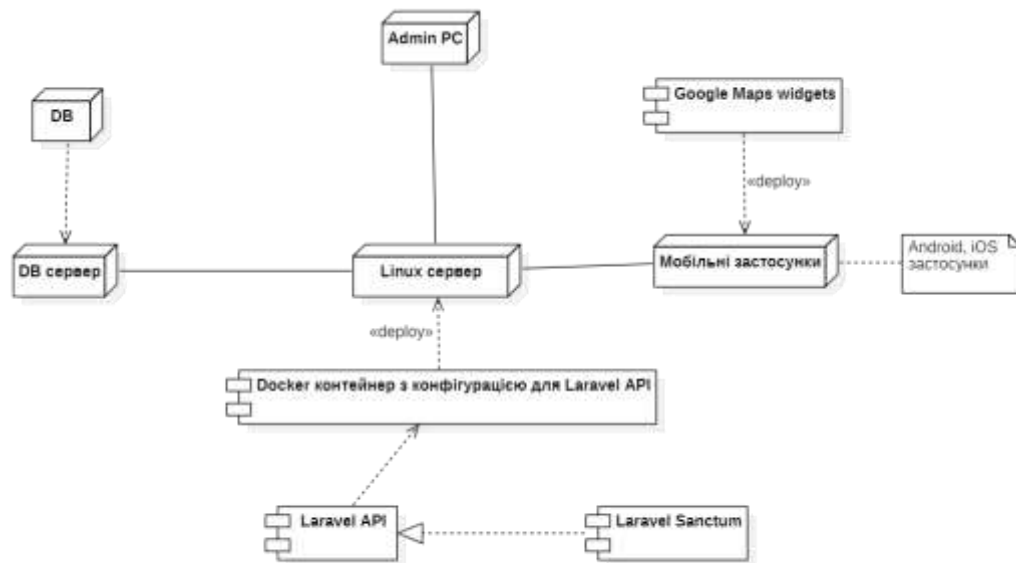 Admin PC
Google Maps widgets
DB
«deploy»
Android, iOS
застосунки
DB сервер
Linux сервер
Мобільні застосунки
«deploy»
Docker контейнер з конфігурацією для Laravel API
Laravel API
Laravel Sanctum